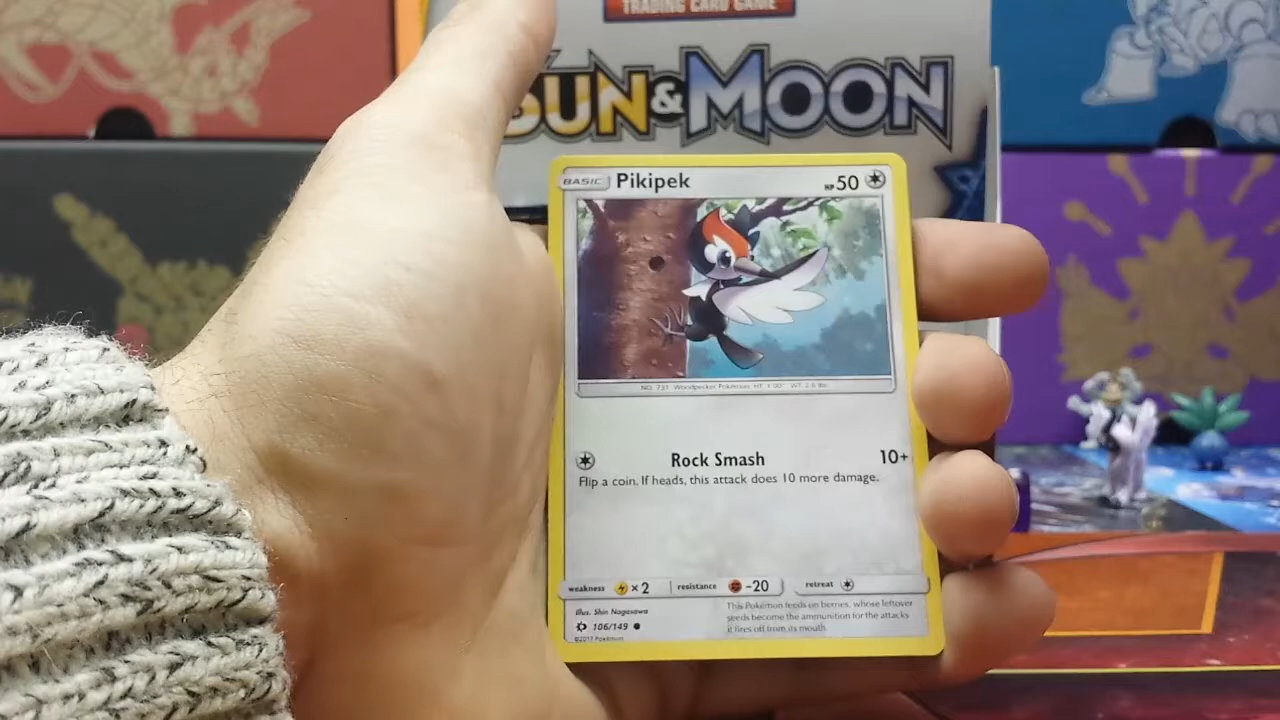 TRADING CARD GAME
SUN & MOON
BASIC Pikipek HP 50
NO. 731 Woodpecker Pokémon HT: 1'00" WT: 2.6 lbs.
Rock Smash 10+
Flip a coin. If heads, this attack does 10 more damage.
weakness ×2 resistance -20 retreat
Illus. Shin Nagasawa
106/149
©2017 Pokémon
This Pokémon feeds on berries, whose leftover
seeds become the ammunition for the attacks
it fires off from its mouth.